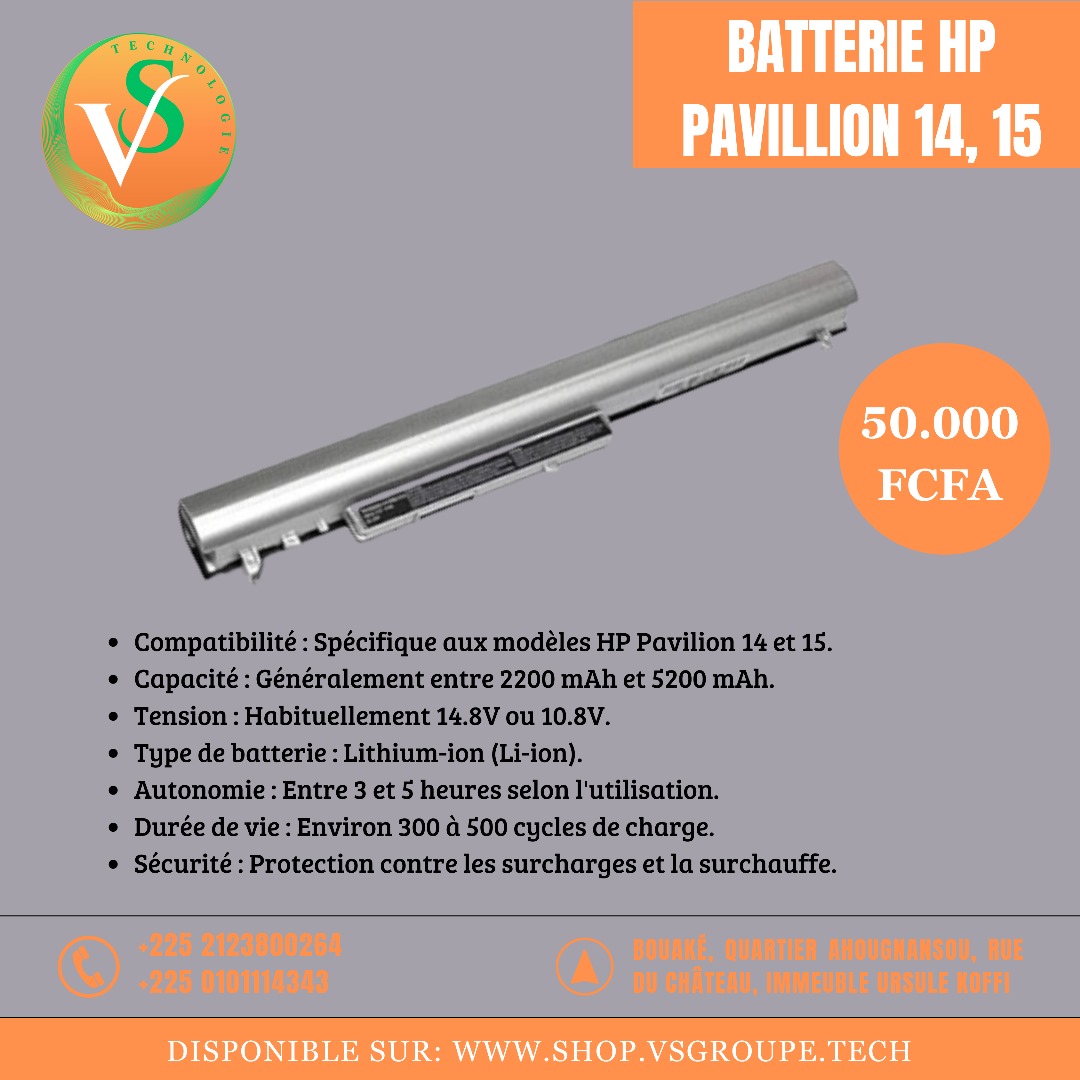 TECHNOLOGIE
VS
BATTERIE HP
PAVILLION 14, 15
50.000
FCFA
• Compatibilité : Spécifique aux modèles HP Pavilion 14 et 15.
• Capacité : Généralement entre 2200 mAh et 5200 mAh.
• Tension : Habituellement 14.8V ou 10.8V.
• Type de batterie : Lithium-ion (Li-ion).
• Autonomie : Entre 3 et 5 heures selon l'utilisation.
• Durée de vie : Environ 300 à 500 cycles de charge.
• Sécurité : Protection contre les surcharges et la surchauffe.
+225 2123800264
+225 0101114343
BOUAKÉ, QUARTIER AHOUGNANSOU, RUE
DU CHÂTEAU, IMMEUBLE URSULE KOFFI
DISPONIBLE SUR: WWW.SHOP.VSGROUPE.TECH